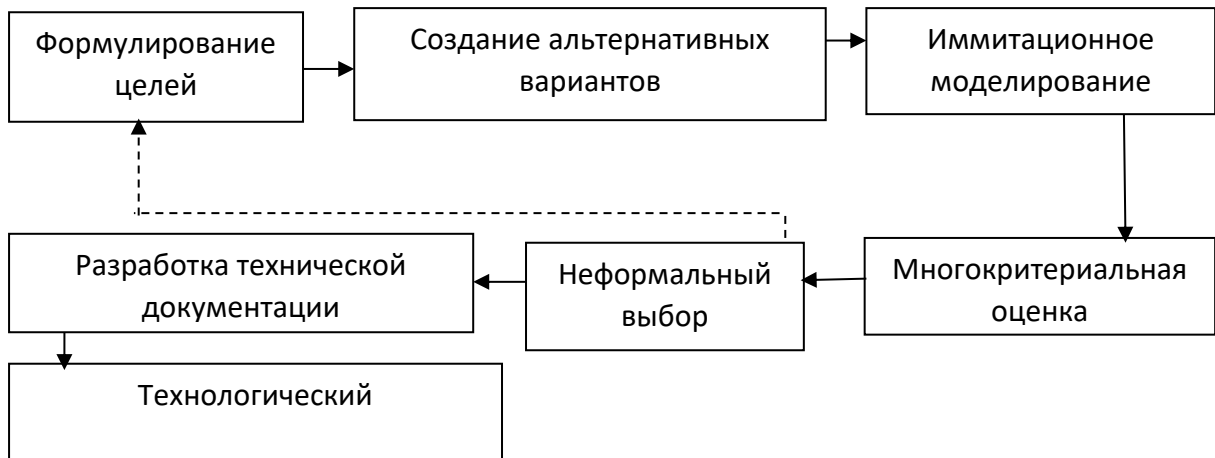 Формулирование
целей
Создание альтернативных
вариантов
Иммитационное
моделирование
Разработка технической
документации
Неформальный
выбор
Многокритериальная
оценка
Технологический